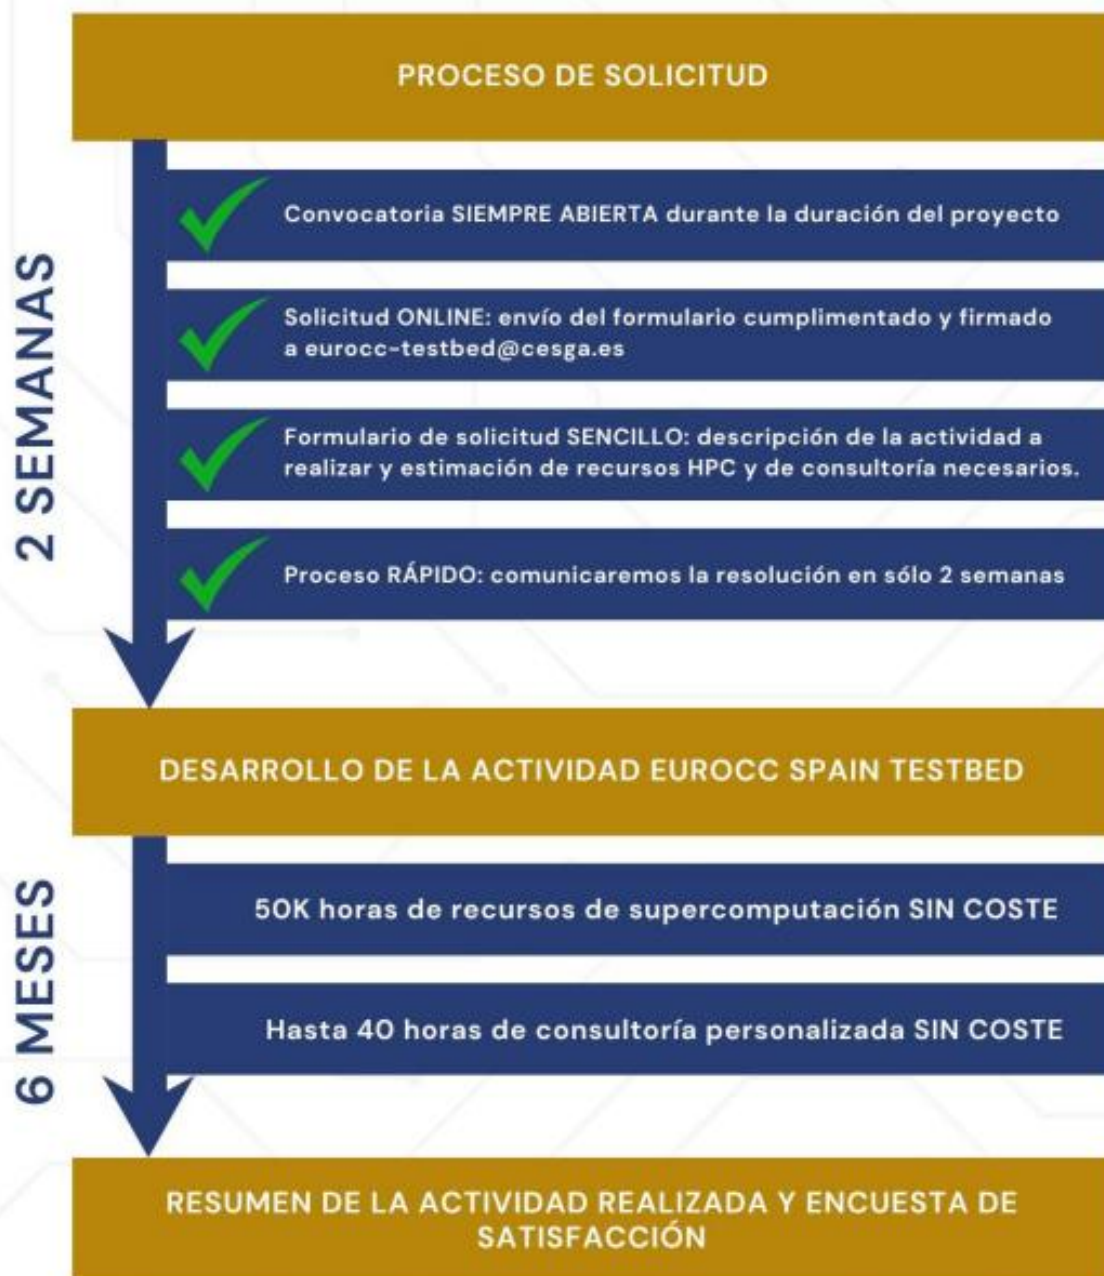 PROCESO DE SOLICITUD
2 SEMANAS
Convocatoria SIEMPRE ABIERTA durante la duración del proyecto
Solicitud ONLINE: envío del formulario cumplimentado y firmado
a eurocc-testbed@cesga.es
Formulario de solicitud SENCILLO: descripción de la actividad a
realizar y estimación de recursos HPC y de consultoría necesarios.
Proceso RÁPIDO: comunicaremos la resolución en sólo 2 semanas
DESARROLLO DE LA ACTIVIDAD EUROCC SPAIN TESTBED
6 MESES
50K horas de recursos de supercomputación SIN COSTE
Hasta 40 horas de consultoría personalizada SIN COSTE
RESUMEN DE LA ACTIVIDAD REALIZADA Y ENCUESTA DE
SATISFACCIÓN